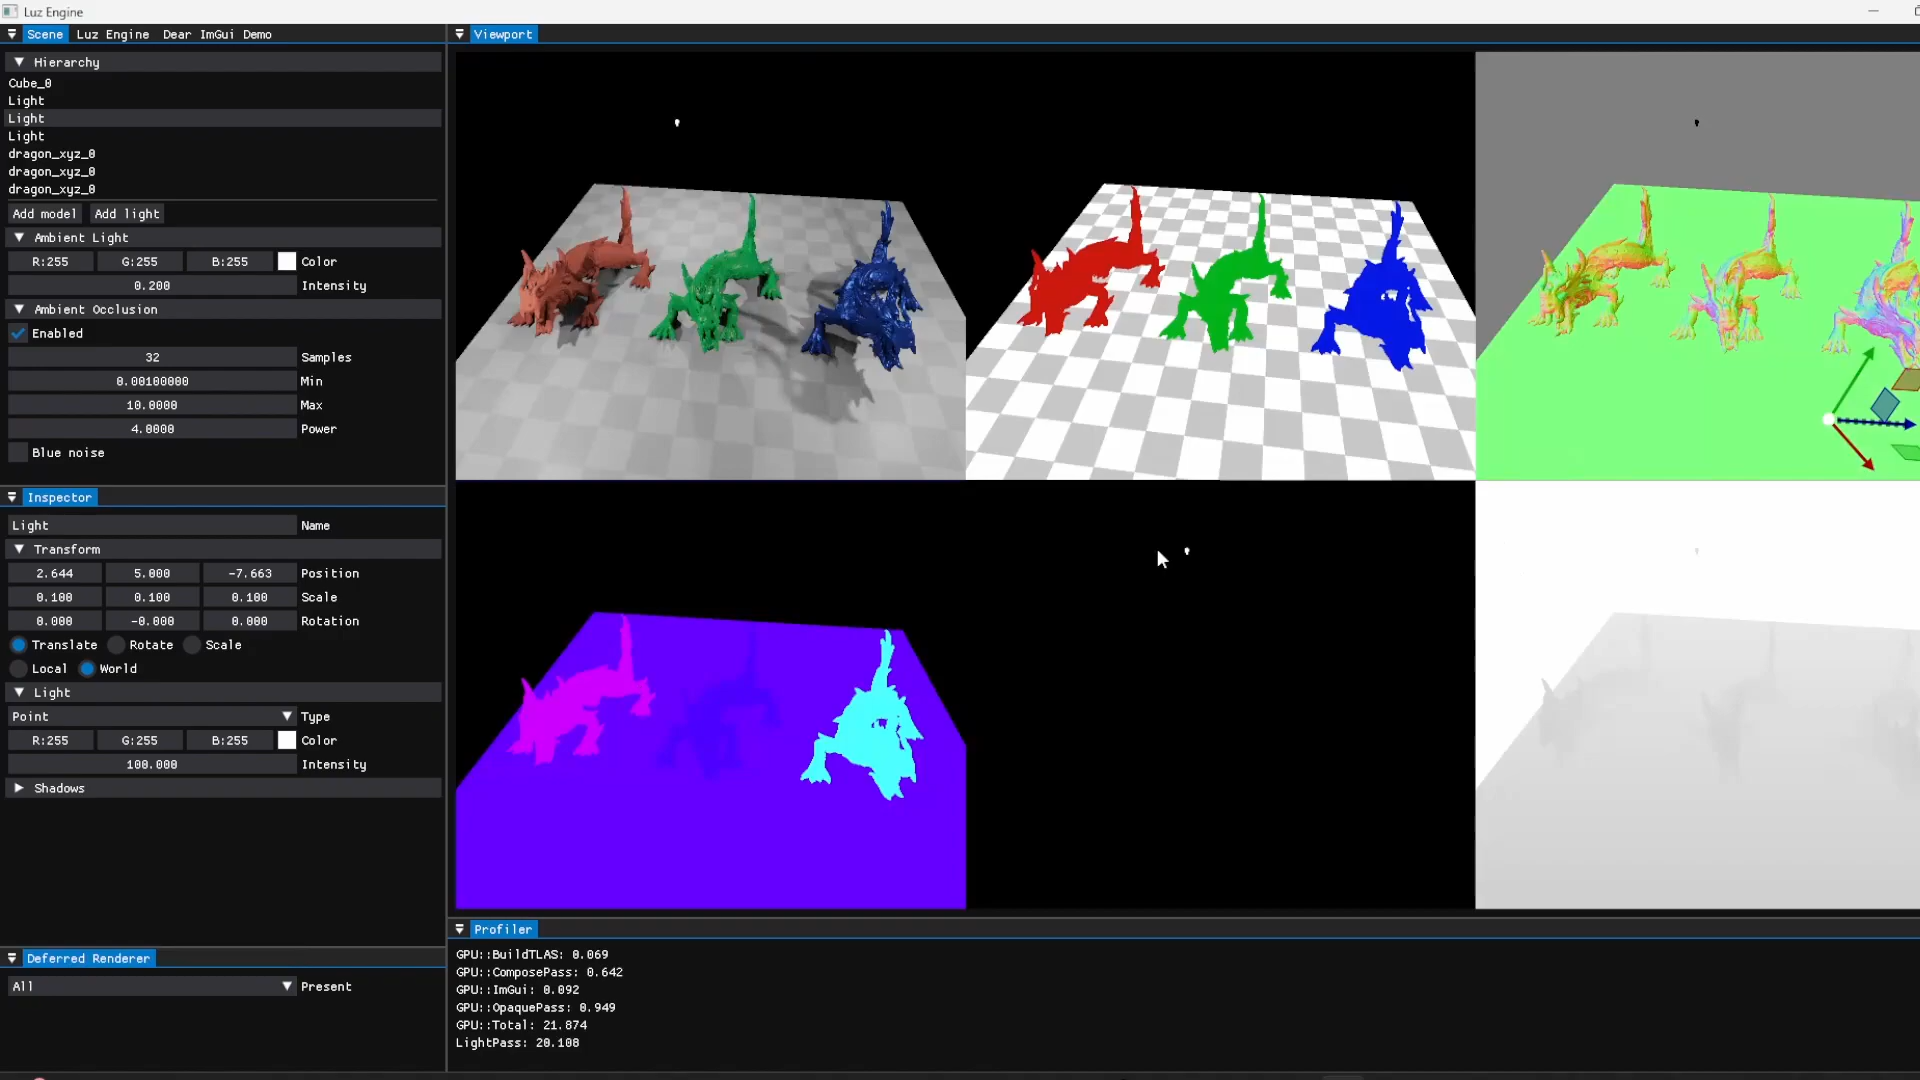 Luz Engine
Scene Luz Engine Dear ImGui Demo
Hierarchy
Cube_0
Light
Light
Light
dragon_xyz_0
dragon_xyz_0
dragon_xyz_0
Add model Add light
Ambient Light
R:255 G:255 B:255 Color
0.200 Intensity
Ambient Occlusion
Enabled
32 Samples
0.00100000 Min
10.0000 Max
4.0000 Power
Blue noise
Inspector
Light Name
Transform
2.644 5.000 -7.663 Position
0.100 0.100 0.100 Scale
0.000 -0.000 0.000 Rotation
Translate Rotate Scale
Local World
Light
Point Type
R:255 G:255 B:255 Color
100.000 Intensity
Shadows
Deferred Renderer
All Present
Viewport
Profiler
GPU::BuildTLAS: 0.069
GPU::ComposePass: 0.642
GPU::ImGui: 0.092
GPU::OpaquePass: 0.949
GPU::Total: 21.874
LightPass: 20.108